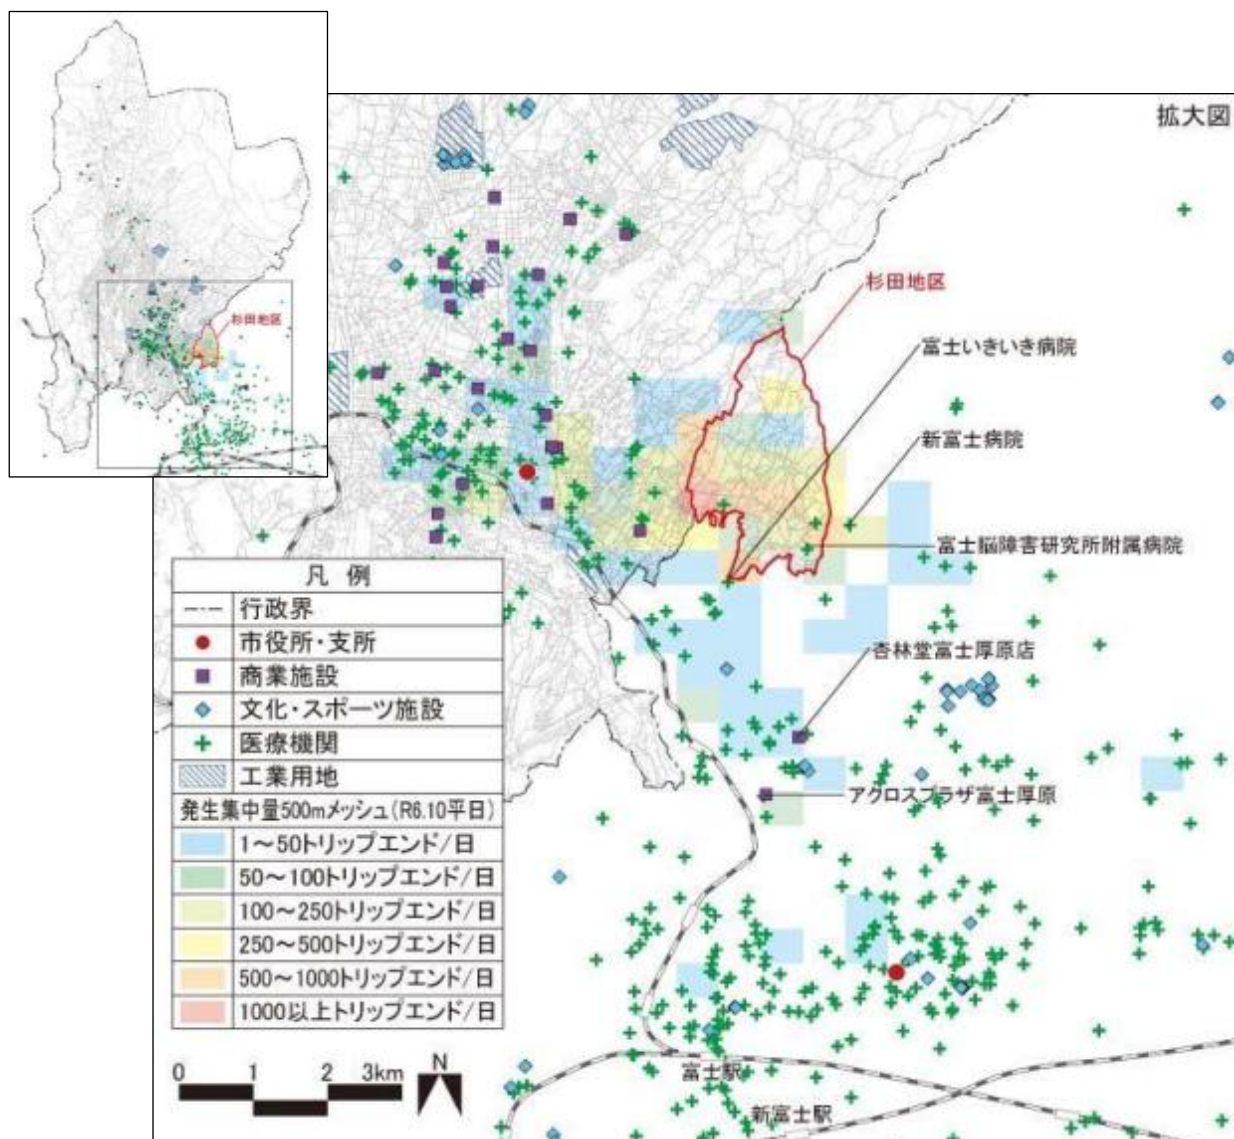 拡大図
杉田地区
杉田地区
富士いきいき病院
新富士病院
富士脳障害研究所附属病院
杏林堂富士厚原店
アクロスプラザ富士厚原
凡 例
行政界
市役所・支所
商業施設
文化・スポーツ施設
医療機関
工業用地
発生集中量500mメッシュ(R6.10平日)
1～50トリップエンド/日
50～100トリップエンド/日
100～250トリップエンド/日
250～500トリップエンド/日
500～1000トリップエンド/日
1000以上トリップエンド/日
0 1 2 3km
N
富士駅
新富士駅